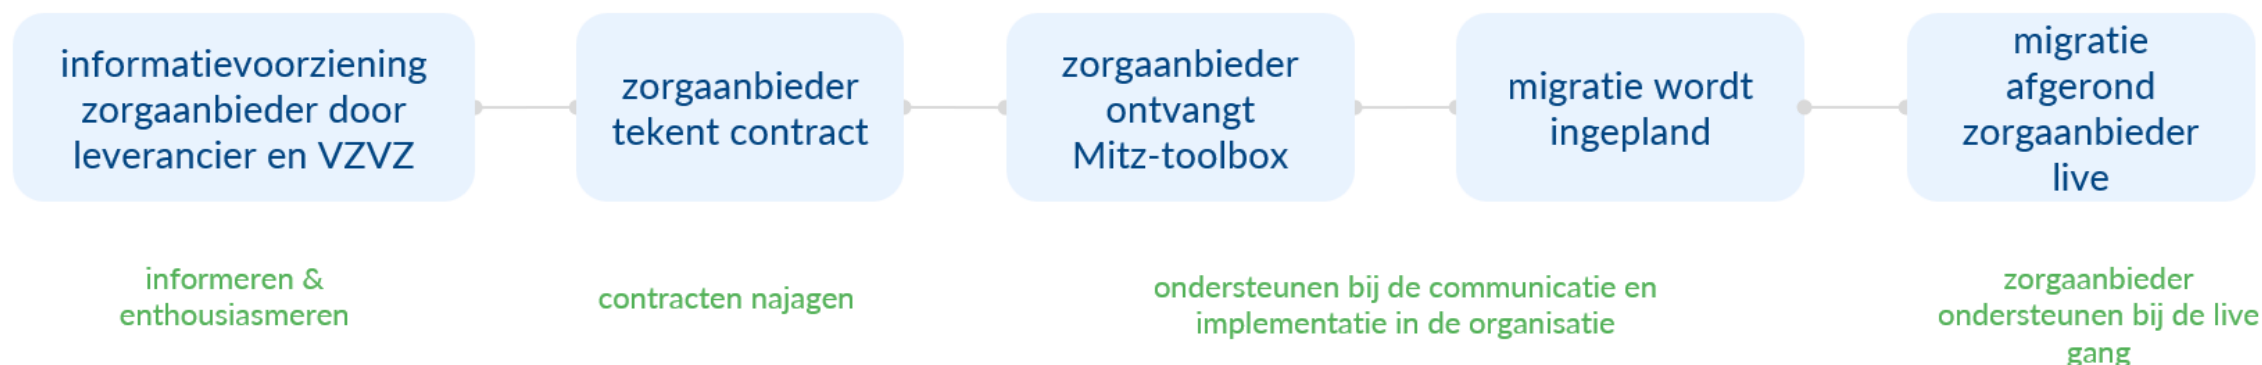 informatievoorziening
zorgaanbieder door
leverancier en VZVZ
zorgaanbieder
tekent contract
zorgaanbieder
ontvangt
Mitz-toolbox
migratie wordt
ingepland
migratie
afgerond
zorgaanbieder
live
informeren &
enthousiasmeren
contracten najagen
ondersteunen bij de communicatie en
implementatie in de organisatie
zorgaanbieder
ondersteunen bij de live
gang